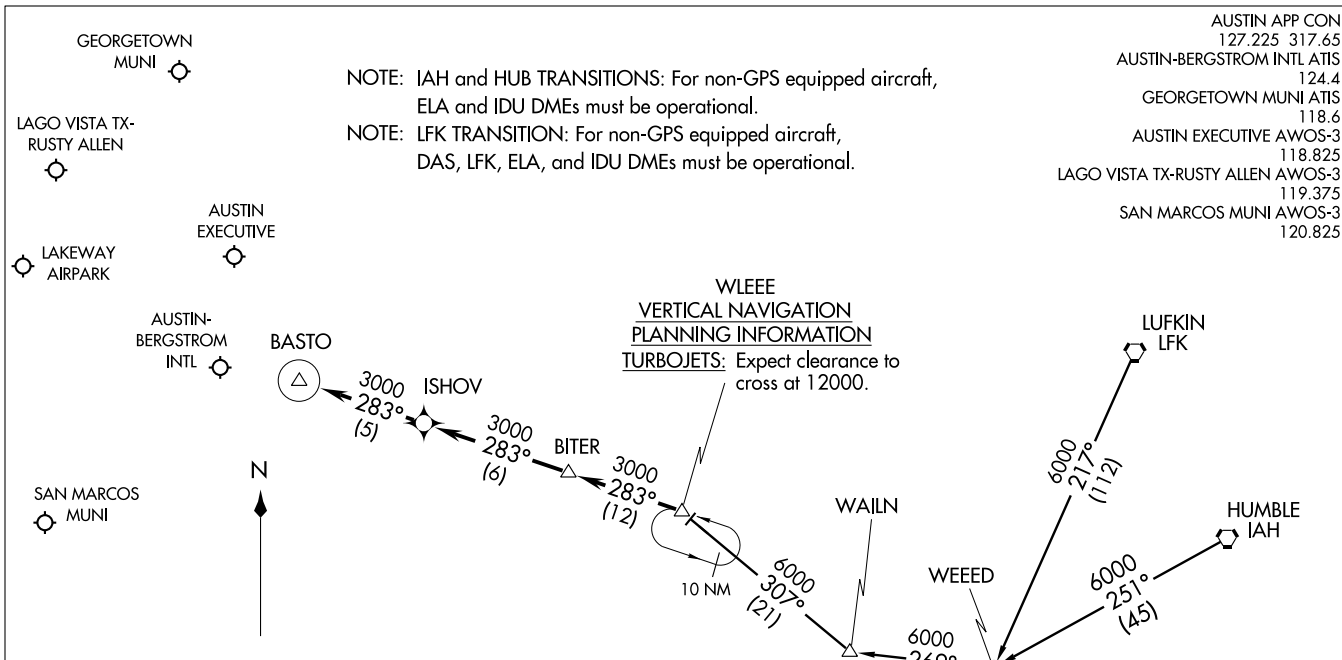 GEORGETOWN
MUNI
LAGO VISTA TX-
RUSTY ALLEN
AUSTIN
EXECUTIVE
LAKEWAY
AIRPARK
AUSTIN-
BERGSTROM
INTL
SAN MARCOS
MUNI
N
NOTE: IAH and HUB TRANSITIONS: For non-GPS equipped aircraft,
ELA and IDU DMEs must be operational.
NOTE: LFK TRANSITION: For non-GPS equipped aircraft,
DAS, LFK, ELA, and IDU DMEs must be operational.
AUSTIN APP CON
127.225 317.65
AUSTIN-BERGSTROM INTL ATIS
124.4
GEORGETOWN MUNI ATIS
118.6
AUSTIN EXECUTIVE AWOS-3
118.825
LAGO VISTA TX-RUSTY ALLEN AWOS-3
119.375
SAN MARCOS MUNI AWOS-3
120.825
WLEEE
VERTICAL NAVIGATION
PLANNING INFORMATION
TURBOJETS: Expect clearance to
cross at 12000.
BASTO
3000
283°
(5)
ISHOV
3000
283°
(6)
BITER
3000
283°
(12)
10 NM
6000
307°
(21)
WAILN
6000
WEEED
LUFKIN
LFK
6000
217°
(112)
HUMBLE
IAH
6000
251°
(45)